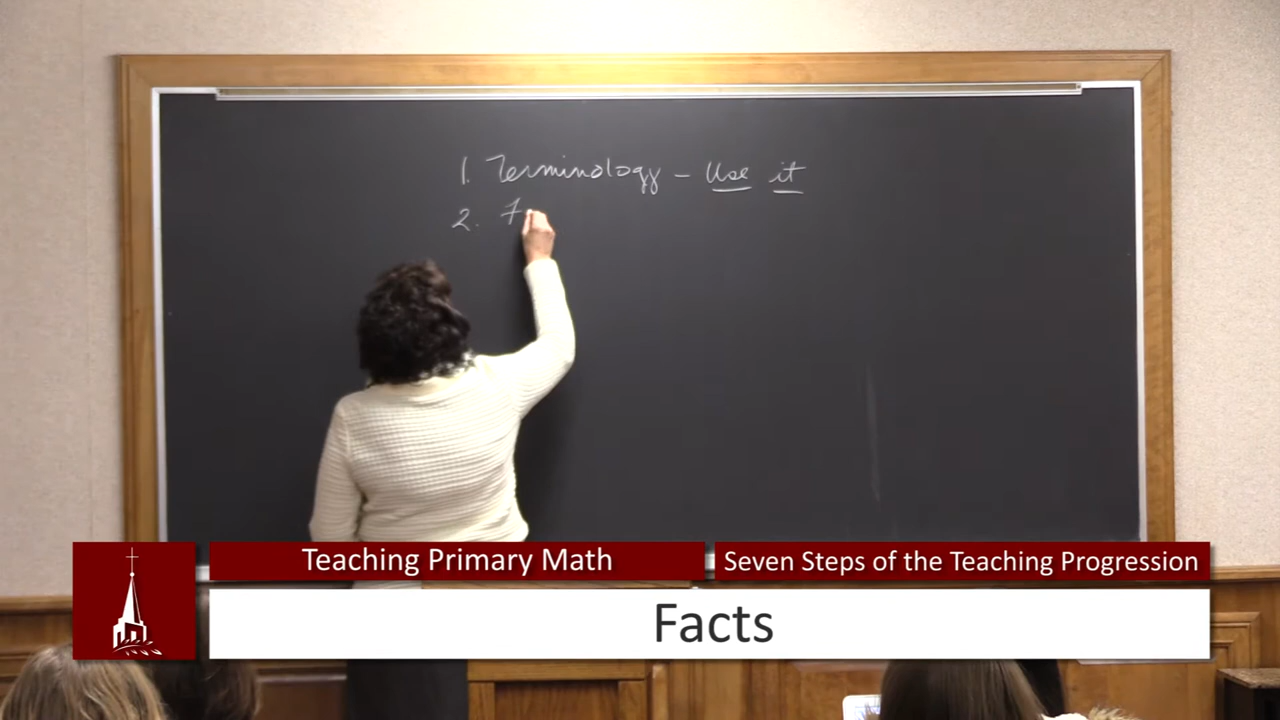 1. Terminology – Use it
2. F
Teaching Primary Math
Seven Steps of the Teaching Progression
Facts